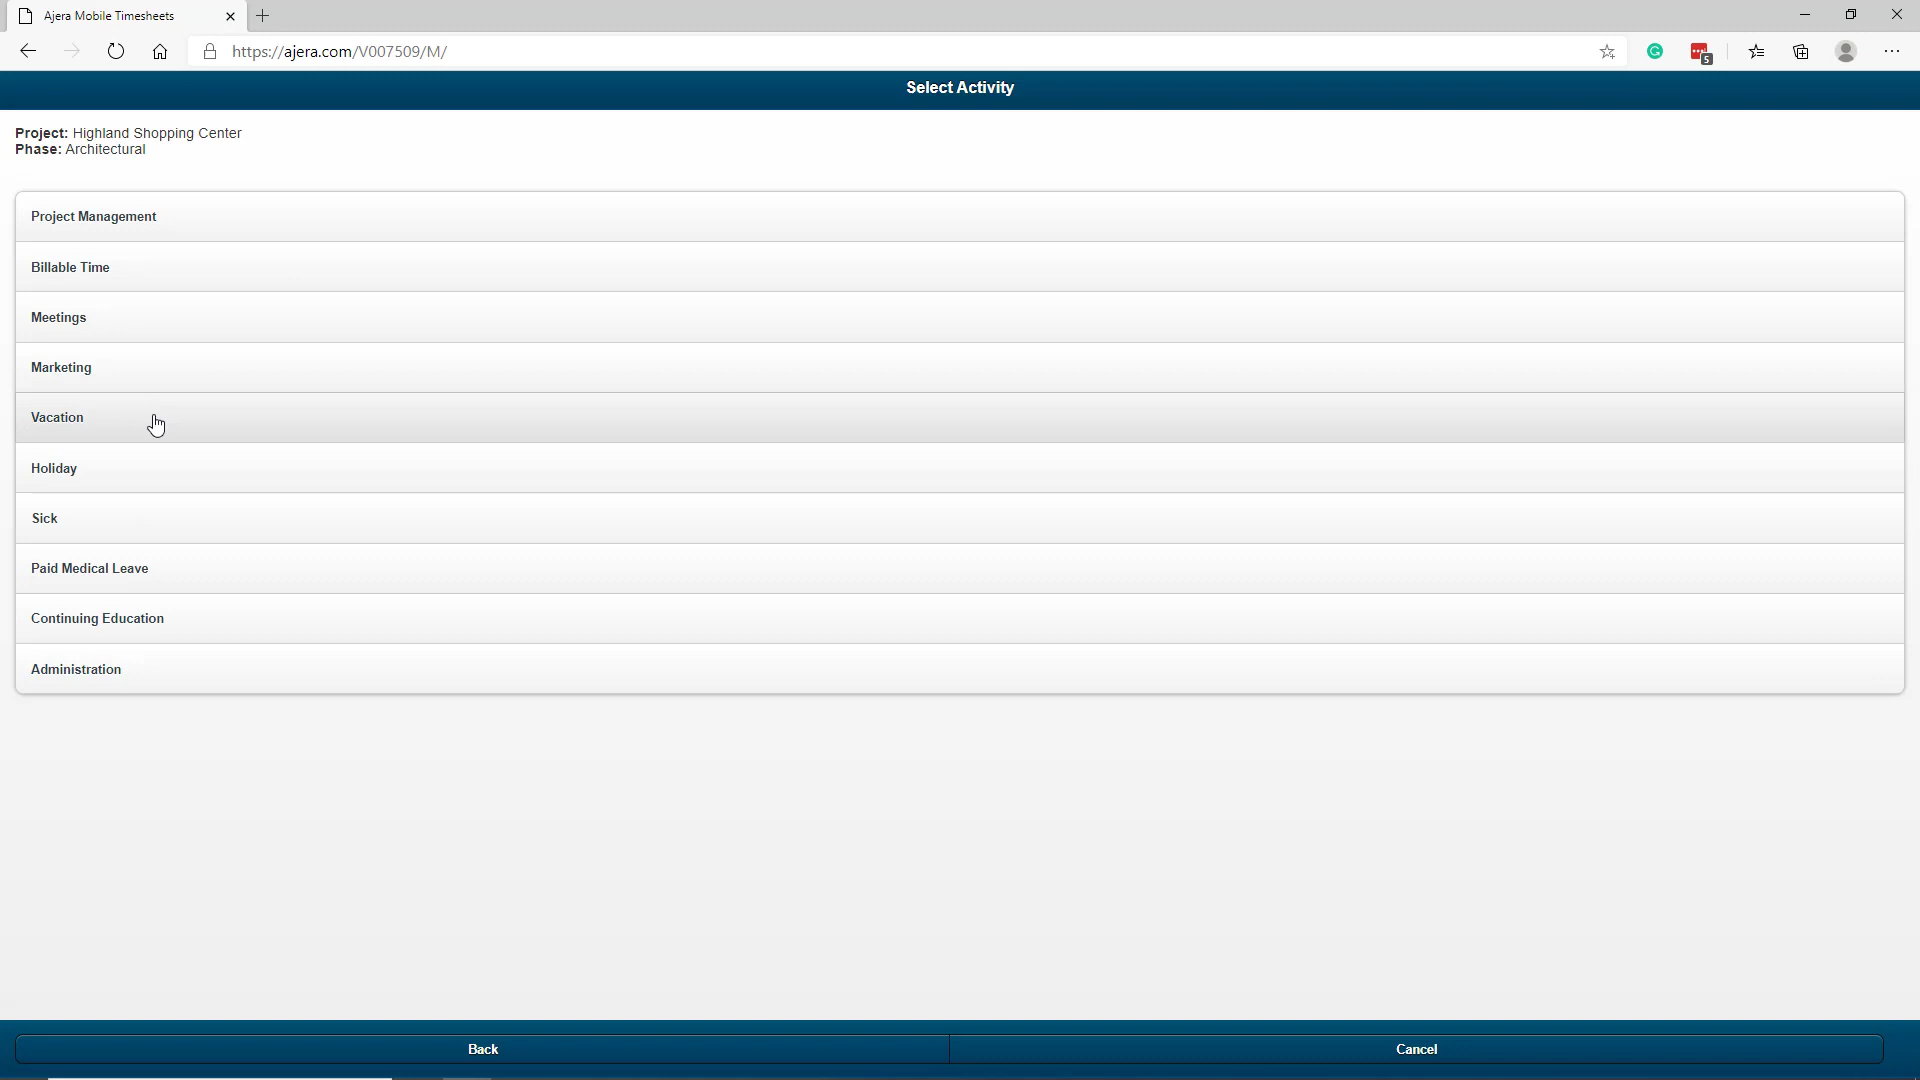 Ajera Mobile Timesheets
https://ajera.com/V007509/M/
5
Select Activity
Project: Highland Shopping Center
Phase: Architectural
Project Management
Billable Time
Meetings
Marketing
Vacation
Holiday
Sick
Paid Medical Leave
Continuing Education
Administration
Back Cancel